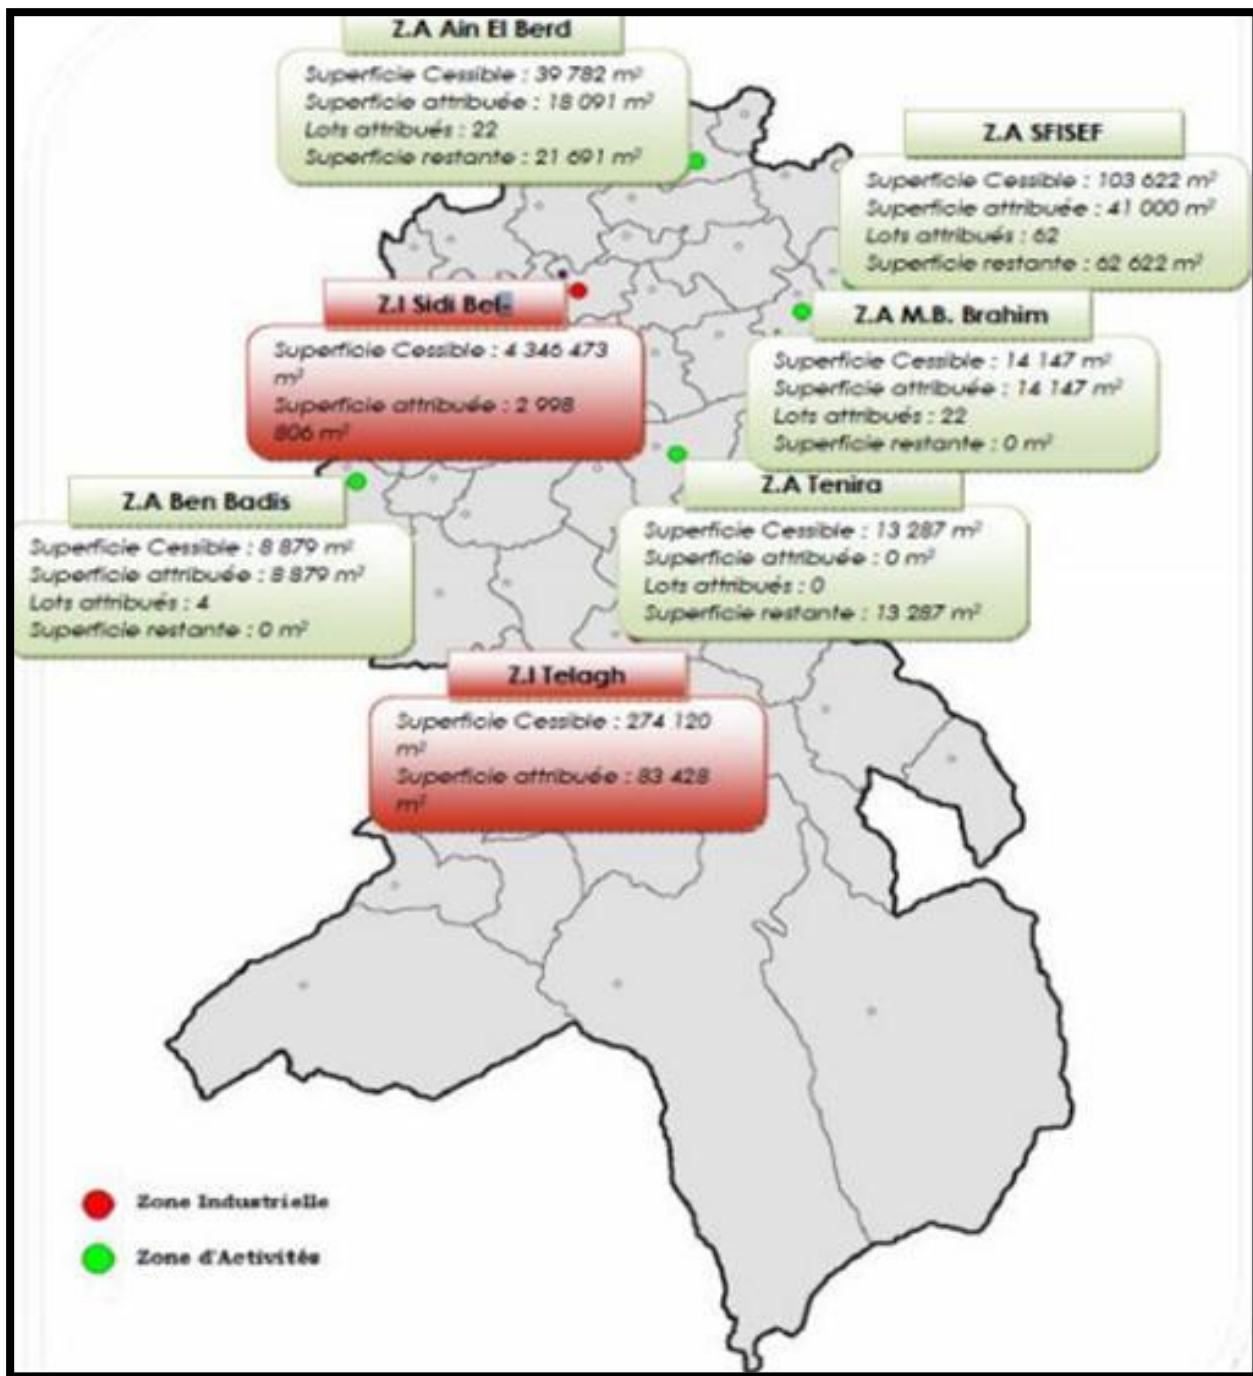 Z.A Ain El Berd
Superficie Cessible : 39 782 m²
Superficie attribuée : 18 091 m²
Lots attribués : 22
Superficie restante : 21 691 m²
Z.A SFISEF
Superficie Cessible : 103 622 m²
Superficie attribuée : 41 000 m²
Lots attribués : 62
Superficie restante : 62 622 m²
Z.I Sidi Bel-
Superficie Cessible : 4 346 473
m²
Superficie attribuée : 2 998
806 m²
Z.A M.B. Brahim
Superficie Cessible : 14 147 m²
Superficie attribuée : 14 147 m²
Lots attribués : 22
Superficie restante : 0 m²
Z.A Ben Badis
Superficie Cessible : 8 879 m²
Superficie attribuée : 8 879 m²
Lots attribués : 4
Superficie restante : 0 m²
Z.A Tenira
Superficie Cessible : 13 287 m²
Superficie attribuée : 0 m²
Lots attribués : 0
Superficie restante : 13 287 m²
Z.I Telagh
Superficie Cessible : 274 120
m²
Superficie attribuée : 83 428
m²
Zone Industrielle
Zone d'Activités